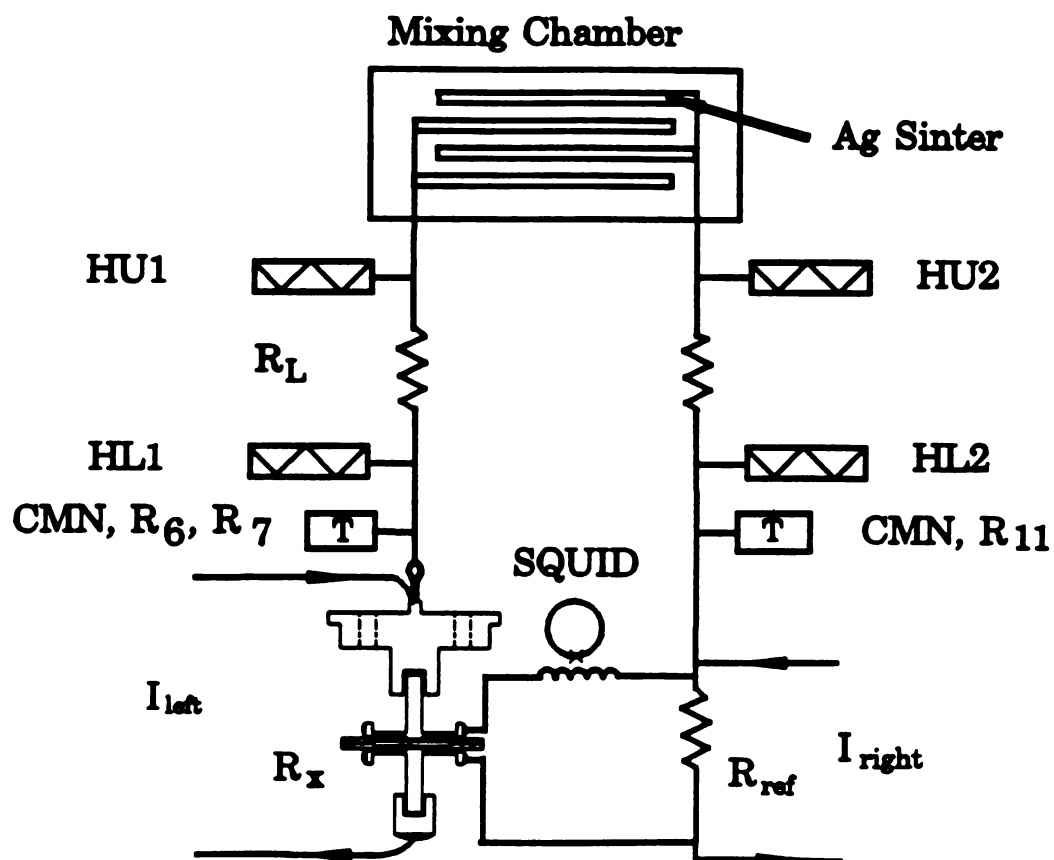 Mixing Chamber
Ag Sinter
HU1
HU2
R_L
HL1
HL2
CMN, R_6, R_7
T
T
CMN, R_11
SQUID
I_left
R_x
R_ref
I_right